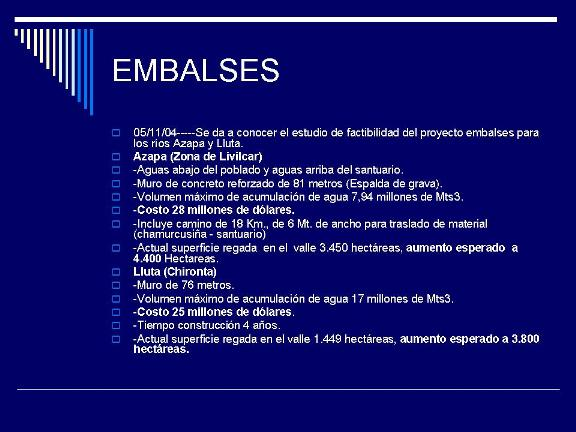 EMBALSES
05/11/04 -----Se da a conocer el estudio de factibilidad del proyecto embalses para
los ríos Azapa y Lluta.
Azapa (Zona de Livilcar)
-Aguas abajo del poblado y aguas arriba del santuario.
-Muro de concreto reforzado de 81 metros (Espalda de grava).
-Volumen máximo de acumulación de agua 7,94 millones de Mts3.
-Costo 28 millones de dólares.
-Incluye camino de 18 Km., de 6 Mt. de ancho para traslado de material
(chamurcusiña - santuario)
-Actual superficie regada en el valle 3.450 hectáreas, aumento esperado a
4.400 Hectareas.
Lluta (Chironta)
-Muro de 76 metros.
-Volumen máximo de acumulación de agua 17 millones de Mts3.
-Costo 25 millones de dólares.
-Tiempo construcción 4 años.
-Actual superficie regada en el valle 1.449 hectáreas, aumento esperado a 3.800
hectáreas.